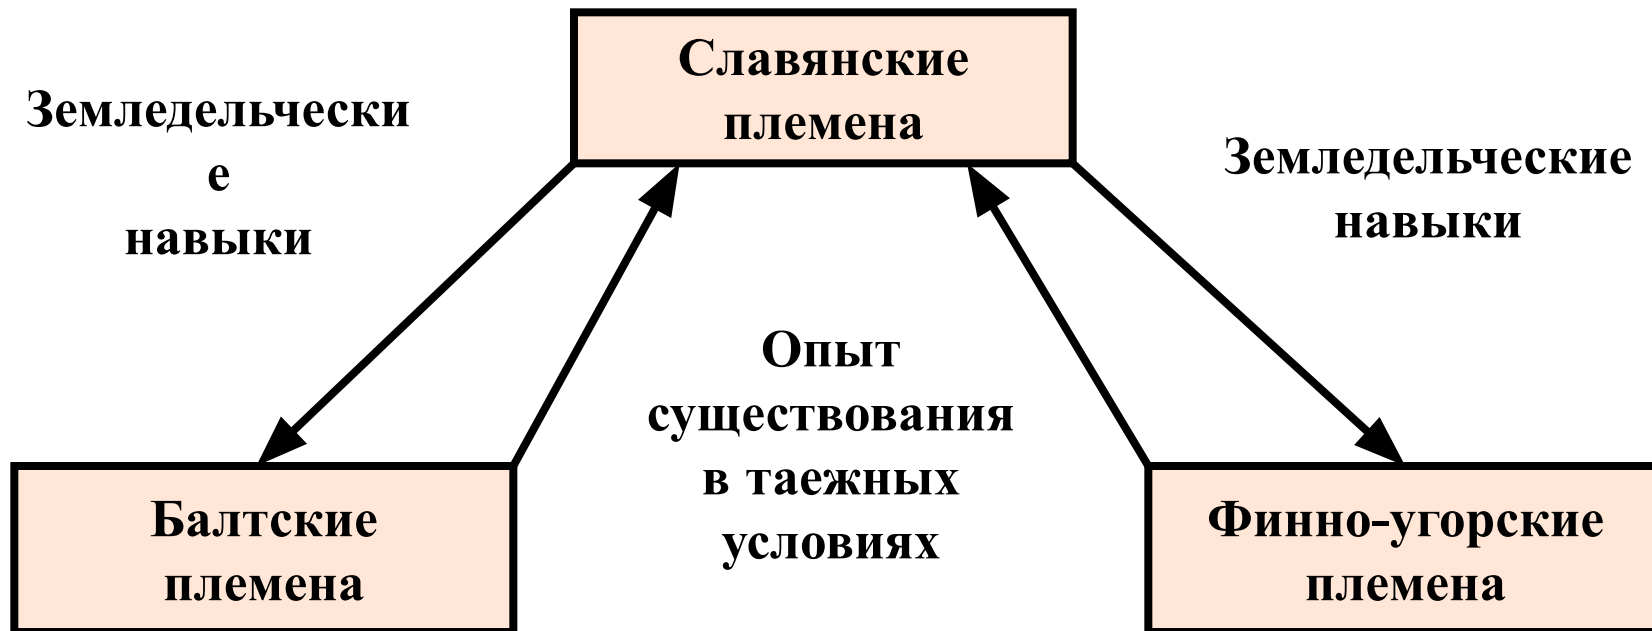 Славянские
племена
Земледельчески
е
навыки
Земледельческие
навыки
Опыт
существования
в таежных
условиях
Балтские
племена
Финно-угорские
племена